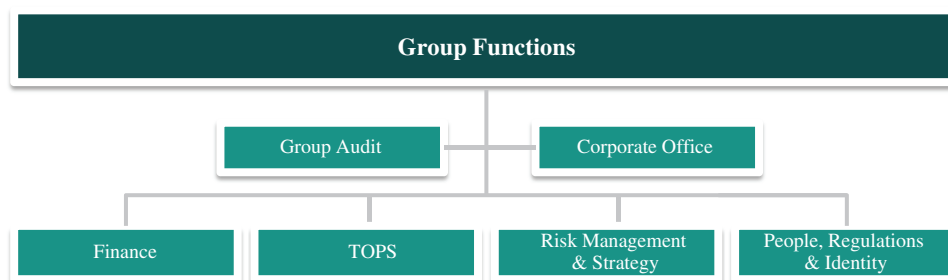 Group Functions
Group Audit
Corporate Office
Finance
TOPS
Risk Management
& Strategy
People, Regulations
& Identity